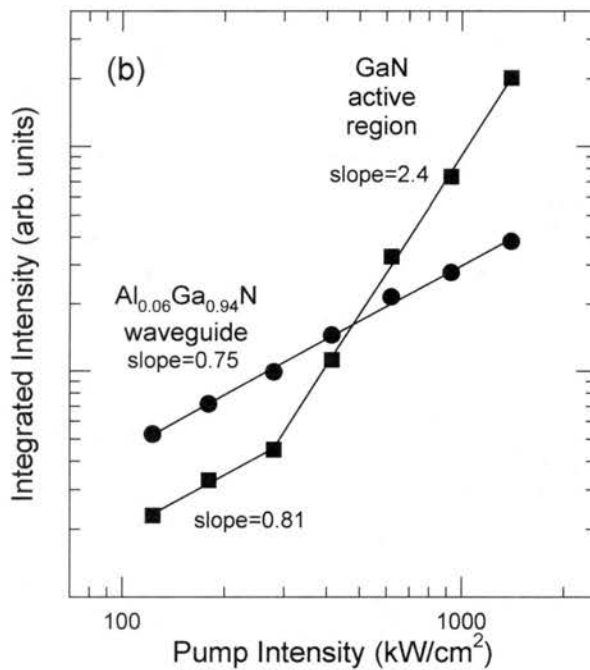 (b)
GaN
active
region
slope=2.4
Al0.06Ga0.94N
waveguide
slope=0.75
slope=0.81
Integrated Intensity (arb. units)
100
1000
Pump Intensity (kW/cm²)